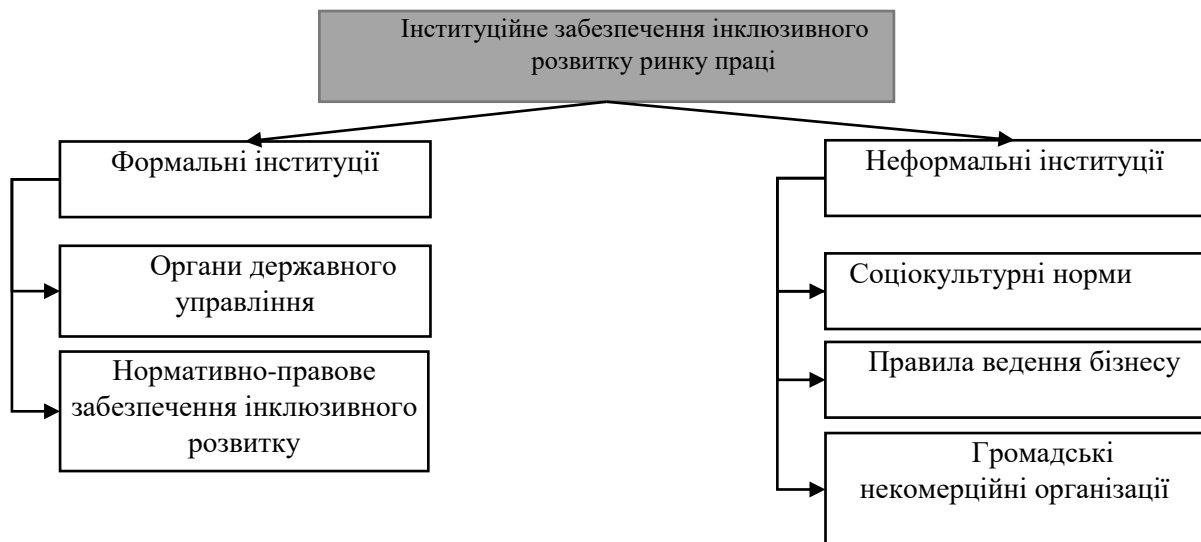 Інституційне забезпечення інклюзивного
розвитку ринку праці
Формальні інституції
Органи державного
управління
Нормативно-правове
забезпечення інклюзивного
розвитку
Неформальні інституції
Соціокультурні норми
Правила ведення бізнесу
Громадські
некомерційні організації